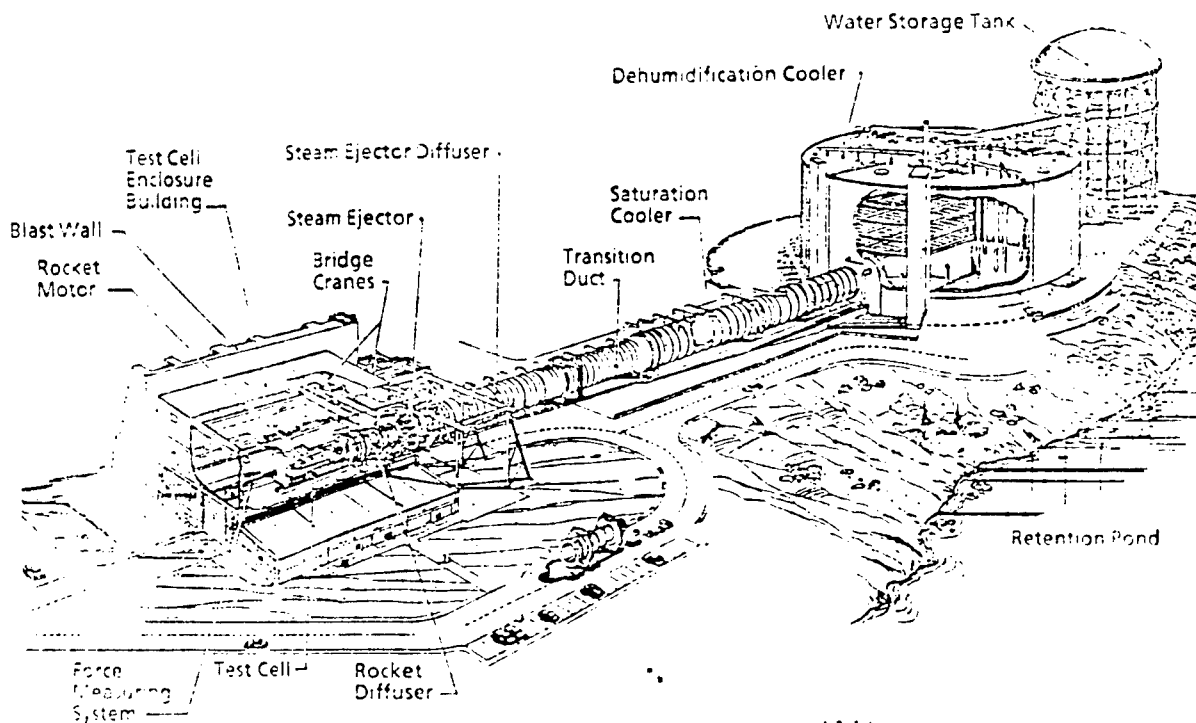 Water Storage Tank
Dehumidification Cooler
Steam Ejector Diffuser
Test Cell
Enclosure
Building
Saturation
Cooler
Steam Ejector
Blast Wall
Bridge
Cranes
Transition
Duct
Rocket
Motor
Retention Pond
Force
Measuring
System
Test Cell
Rocket
Diffuser